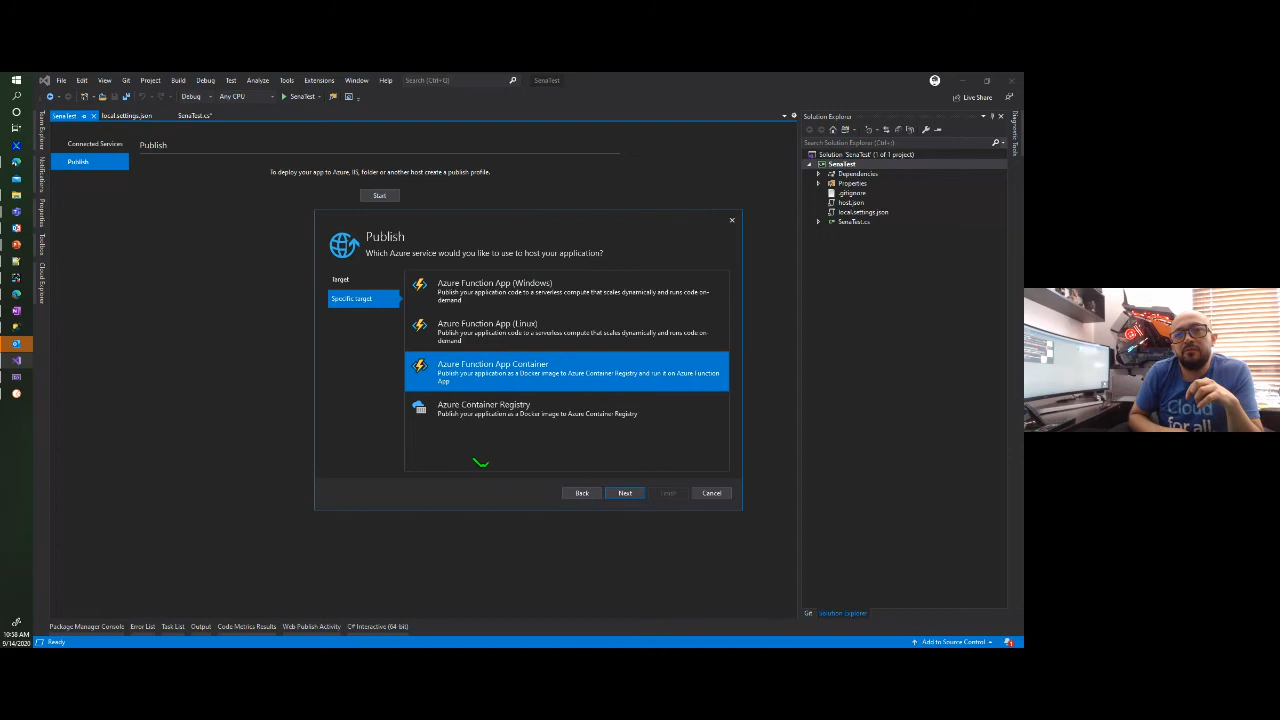 File Edit View Git Project Build Debug Test Analyze Tools Extensions Window Help Search (Ctrl+Q) SenaTest
Debug Any CPU SenaTest Live Share
SenaTest local.settings.json SenaTest.cs*
Team Explorer
Notifications
Properties
Toolbox
Cloud Explorer
Connected Services
Publish
Publish
To deploy your app to Azure, IIS, folder or another host create a publish profile.
Start
Publish
Which Azure service would you like to use to host your application?
Target
Specific target
Azure Function App (Windows)
Publish your application code to a serverless compute that scales dynamically and runs code on-
demand
Azure Function App (Linux)
Publish your application code to a serverless compute that scales dynamically and runs code on-
demand
Azure Function App Container
Publish your application as a Docker image to Azure Container Registry and run it on Azure Function
App
Azure Container Registry
Publish your application as a Docker image to Azure Container Registry
Back Next Finish Cancel
Solution Explorer
Search Solution Explorer (Ctrl+;)
Solution 'SenaTest' (1 of 1 project)
SenaTest
Dependencies
Properties
.gitignore
host.json
local.settings.json
SenaTest.cs
Diagnostic Tools
Git Solution Explorer
Package Manager Console Error List Task List Output Code Metrics Results Web Publish Activity C# Interactive (64-bit)
Ready Add to Source Control
10:58 AM
9/14/2020
Cloud
for all.